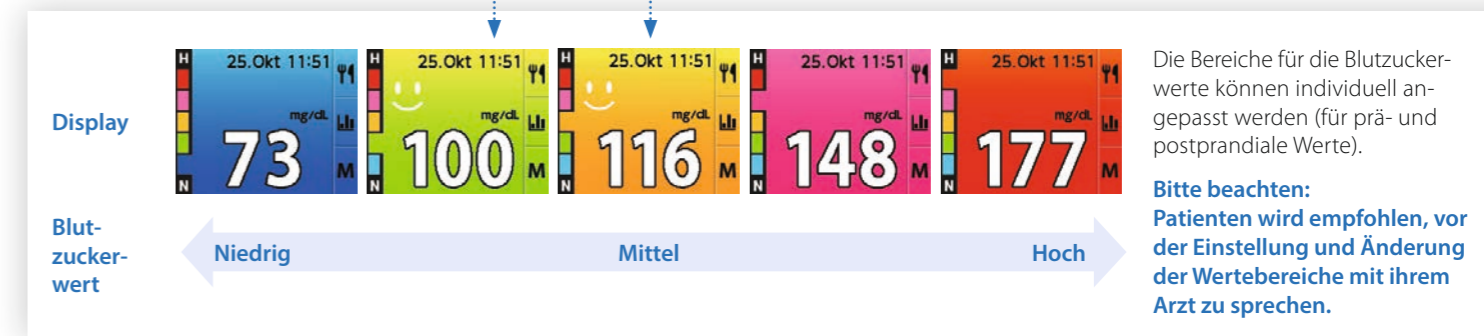 Display
H
25.Okt 11:51
mg/dL
73
M
N
H
25.Okt 11:51
mg/dL
100
M
N
H
25.Okt 11:51
mg/dL
116
M
N
H
25.Okt 11:51
mg/dL
148
M
N
H
25.Okt 11:51
mg/dL
177
M
N
Blut-
zucker-
wert
Niedrig
Mittel
Hoch
Die Bereiche für die Blutzucker-
werte können individuell an-
gepasst werden (für prä- und
postprandiale Werte).
Bitte beachten:
Patienten wird empfohlen, vor
der Einstellung und Änderung
der Wertebereiche mit ihrem
Arzt zu sprechen.